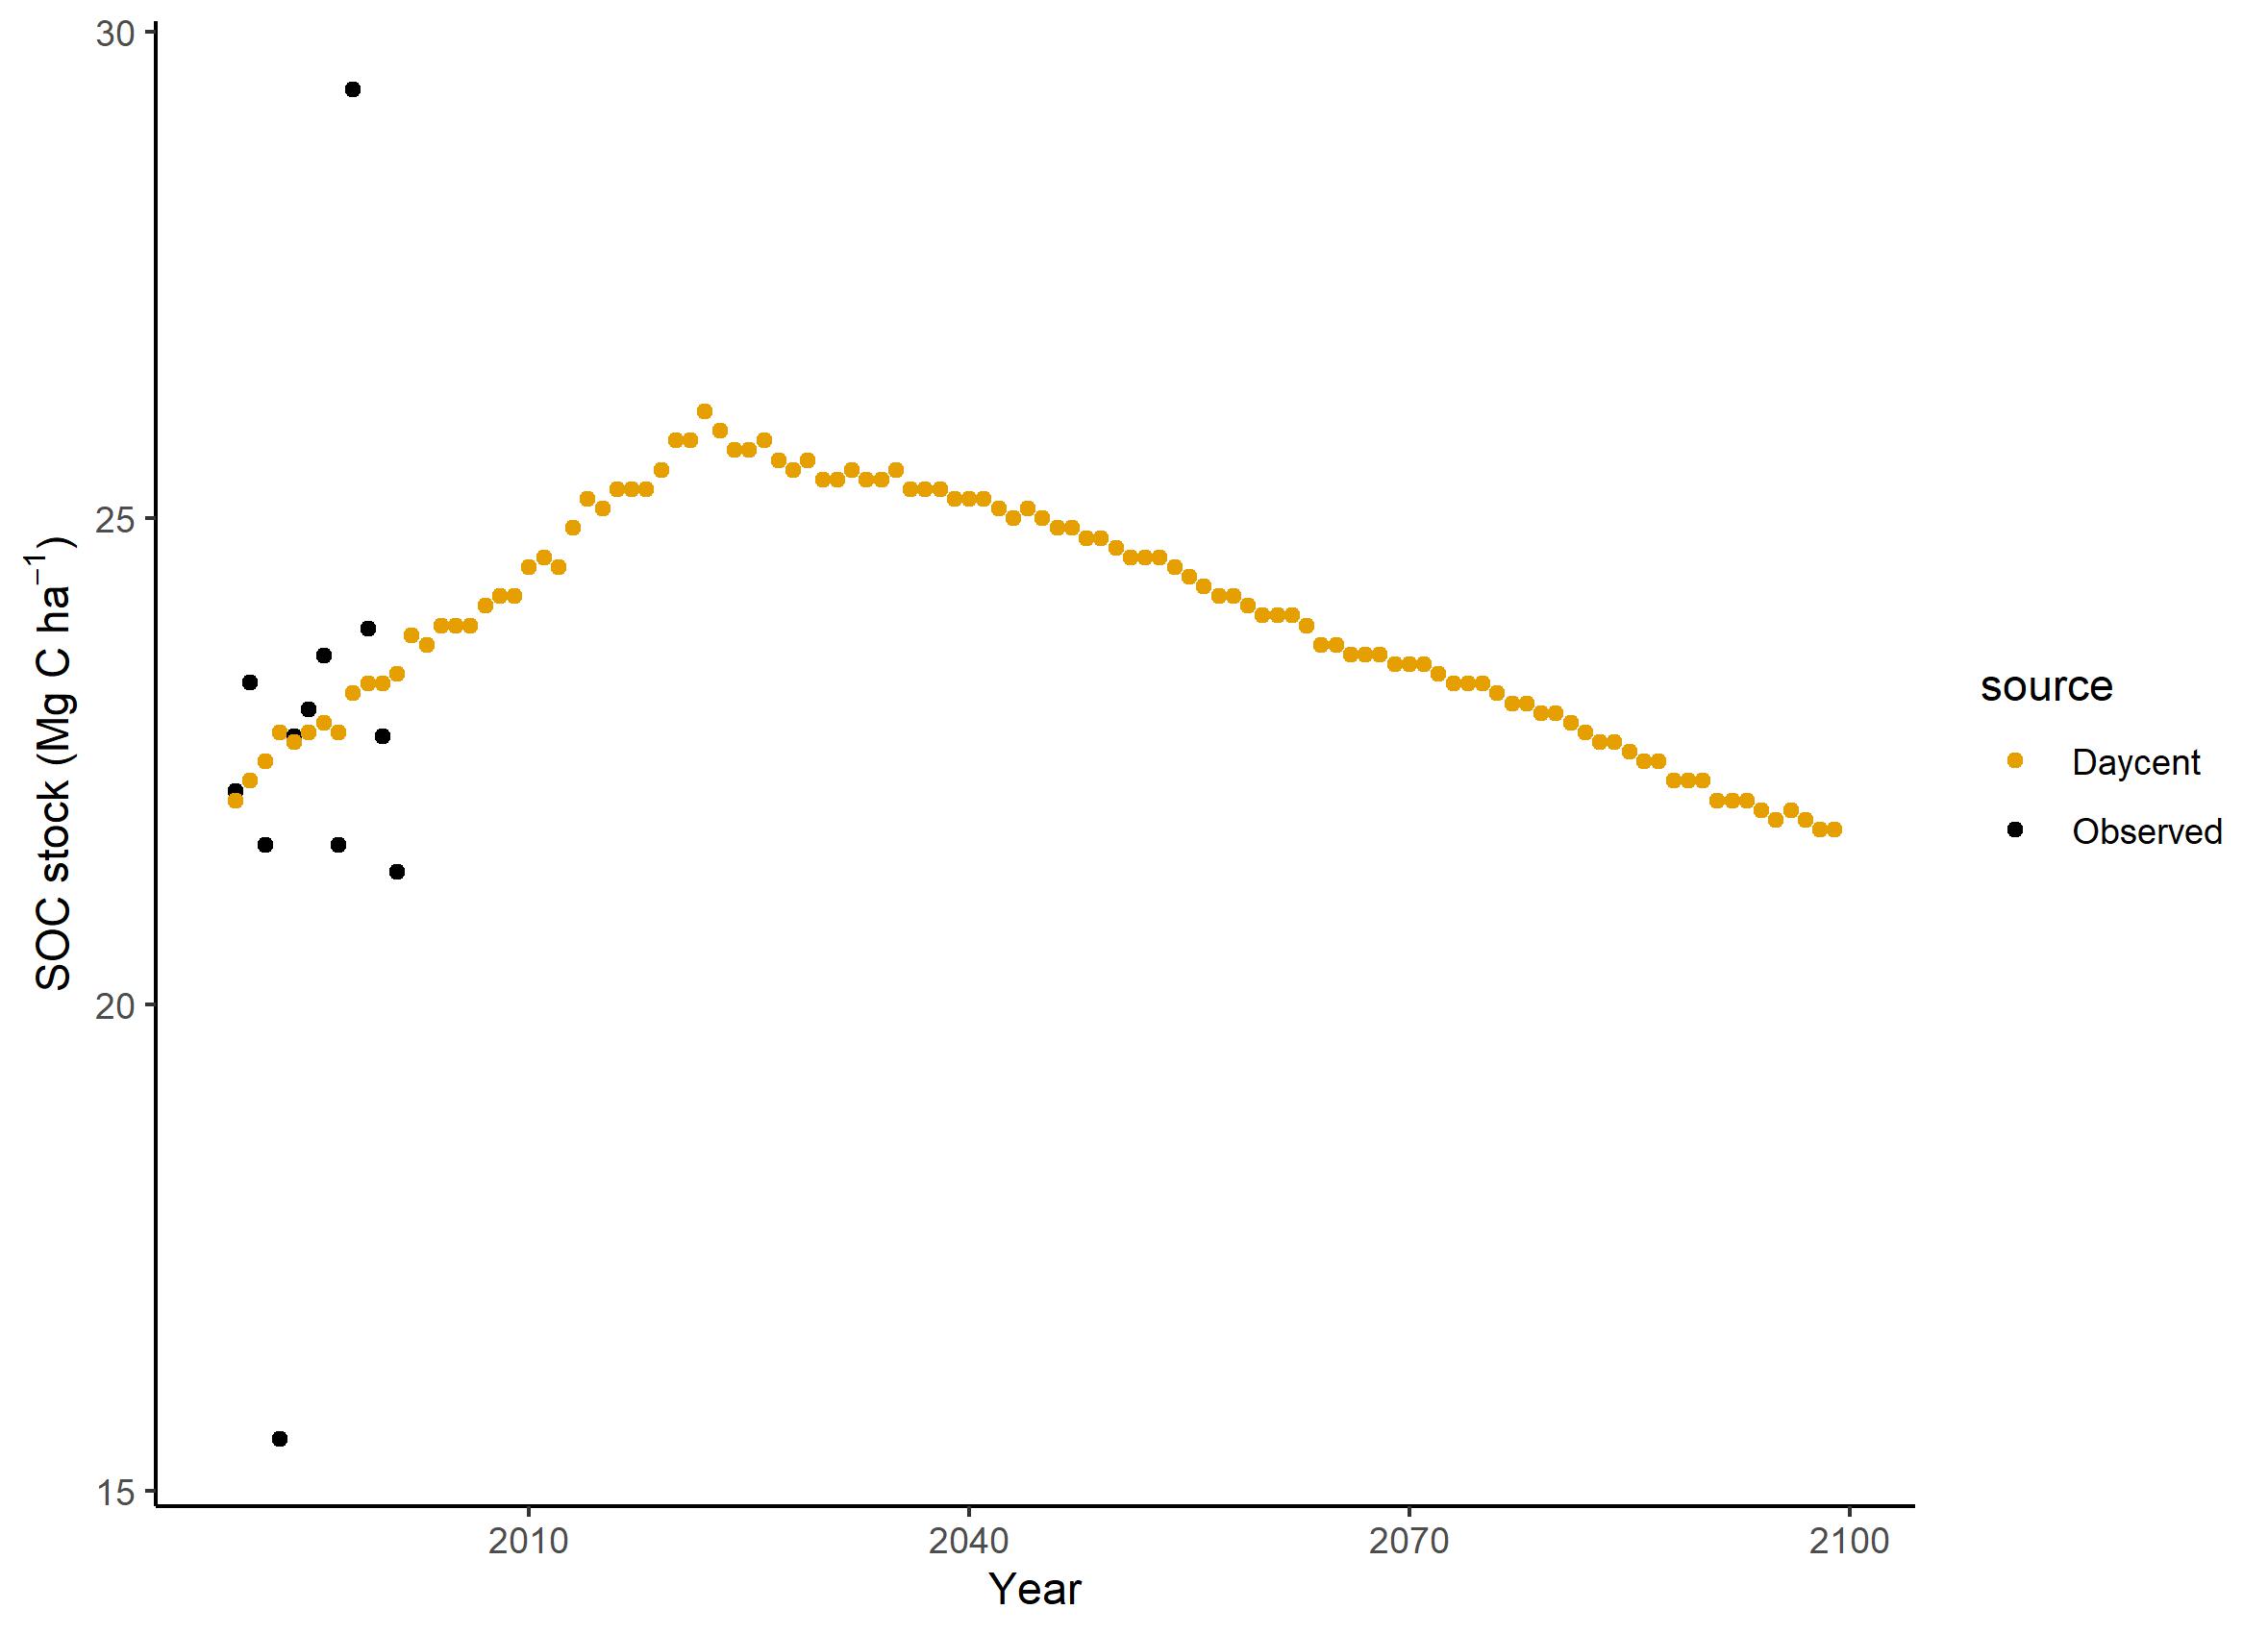 30
25
20
15
SOC stock (Mg C ha⁻¹)
2010 2040 2070 2100
Year
source
Daycent
Observed